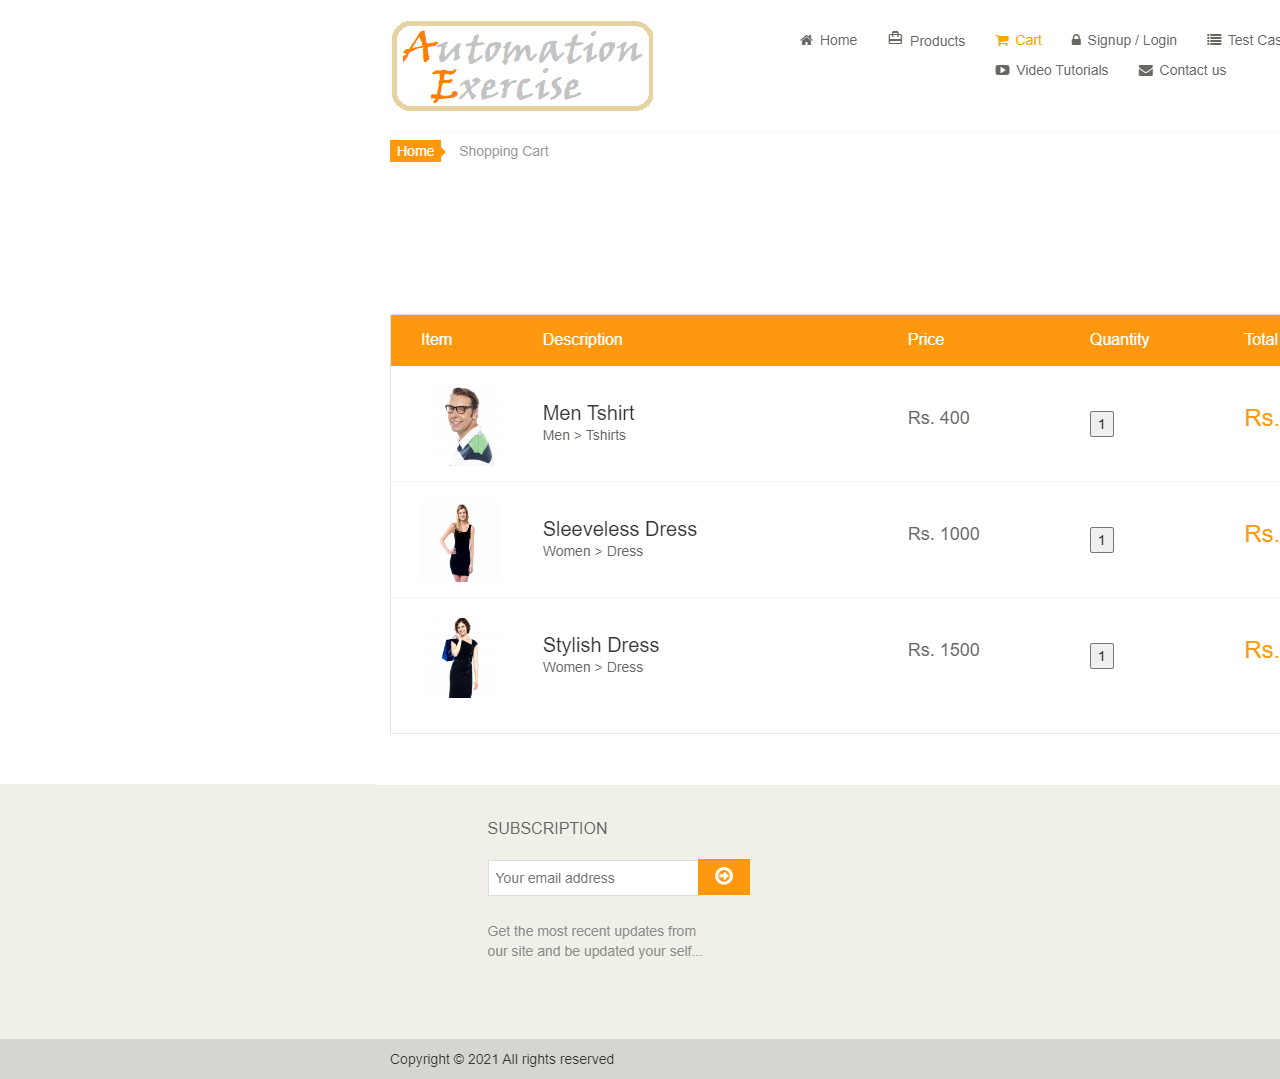 Automation
Exercise
Home Products Cart Signup / Login Test Cas
Video Tutorials Contact us
Home Shopping Cart
Item Description Price Quantity Total
Men Tshirt Rs. 400 1 Rs.
Men > Tshirts
Sleeveless Dress Rs. 1000 1 Rs.
Women > Dress
Stylish Dress Rs. 1500 1 Rs.
Women > Dress
SUBSCRIPTION
Your email address
Get the most recent updates from
our site and be updated your self...
Copyright © 2021 All rights reserved